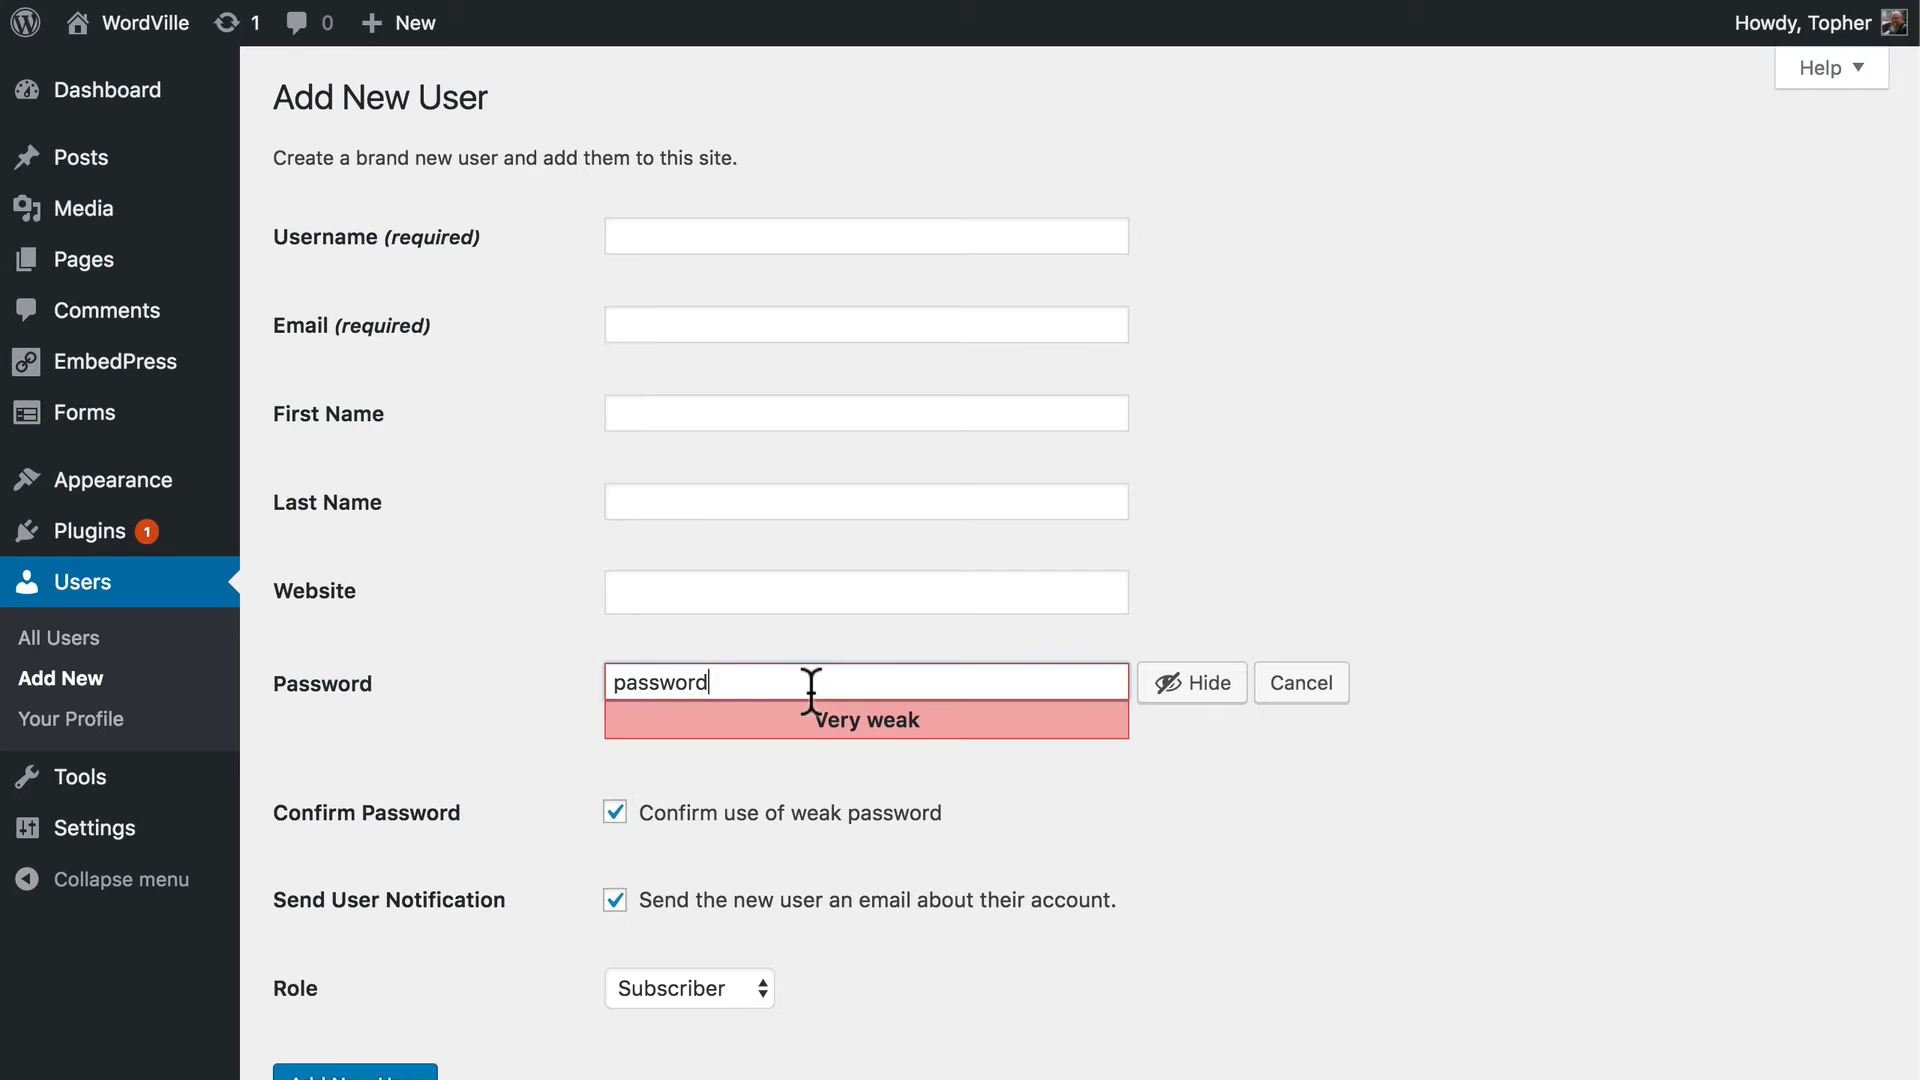 WordVille 1 0 New
Howdy, Topher
Help
Dashboard
Posts
Media
Pages
Comments
EmbedPress
Forms
Appearance
Plugins 1
Users
All Users
Add New
Your Profile
Tools
Settings
Collapse menu
Add New User
Create a brand new user and add them to this site.
Username (required)
Email (required)
First Name
Last Name
Website
Password password Hide Cancel
Very weak
Confirm Password Confirm use of weak password
Send User Notification Send the new user an email about their account.
Role Subscriber